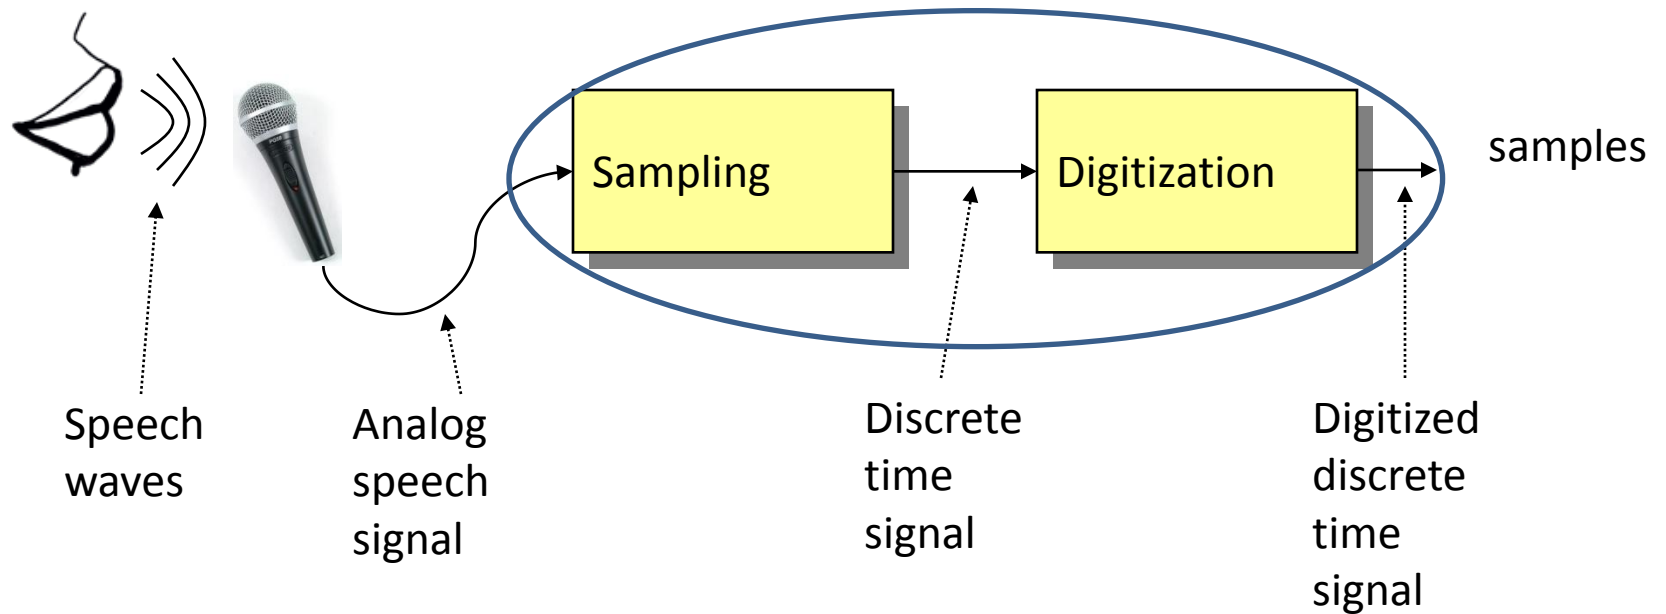 Sampling
Digitization
samples
Speech
waves
Analog
speech
signal
Discrete
time
signal
Digitized
discrete
time
signal